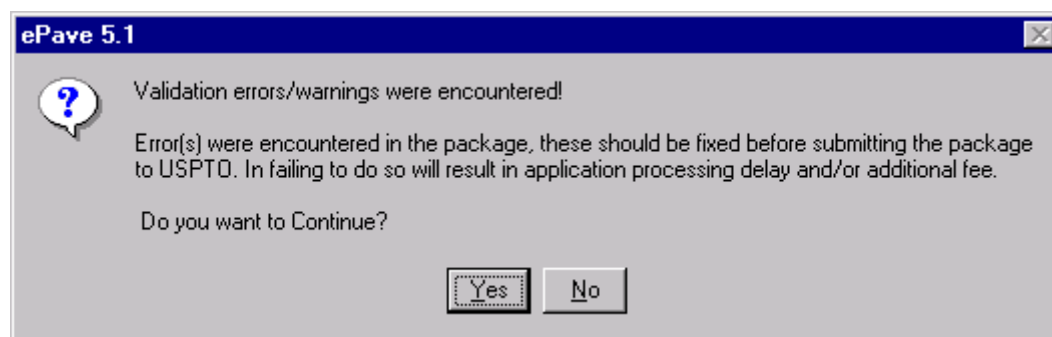 ePave 5.1
Validation errors/warnings were encountered!
Error(s) were encountered in the package, these should be fixed before submitting the package
to USPTO. In failing to do so will result in application processing delay and/or additional fee.
Do you want to Continue?
Yes No